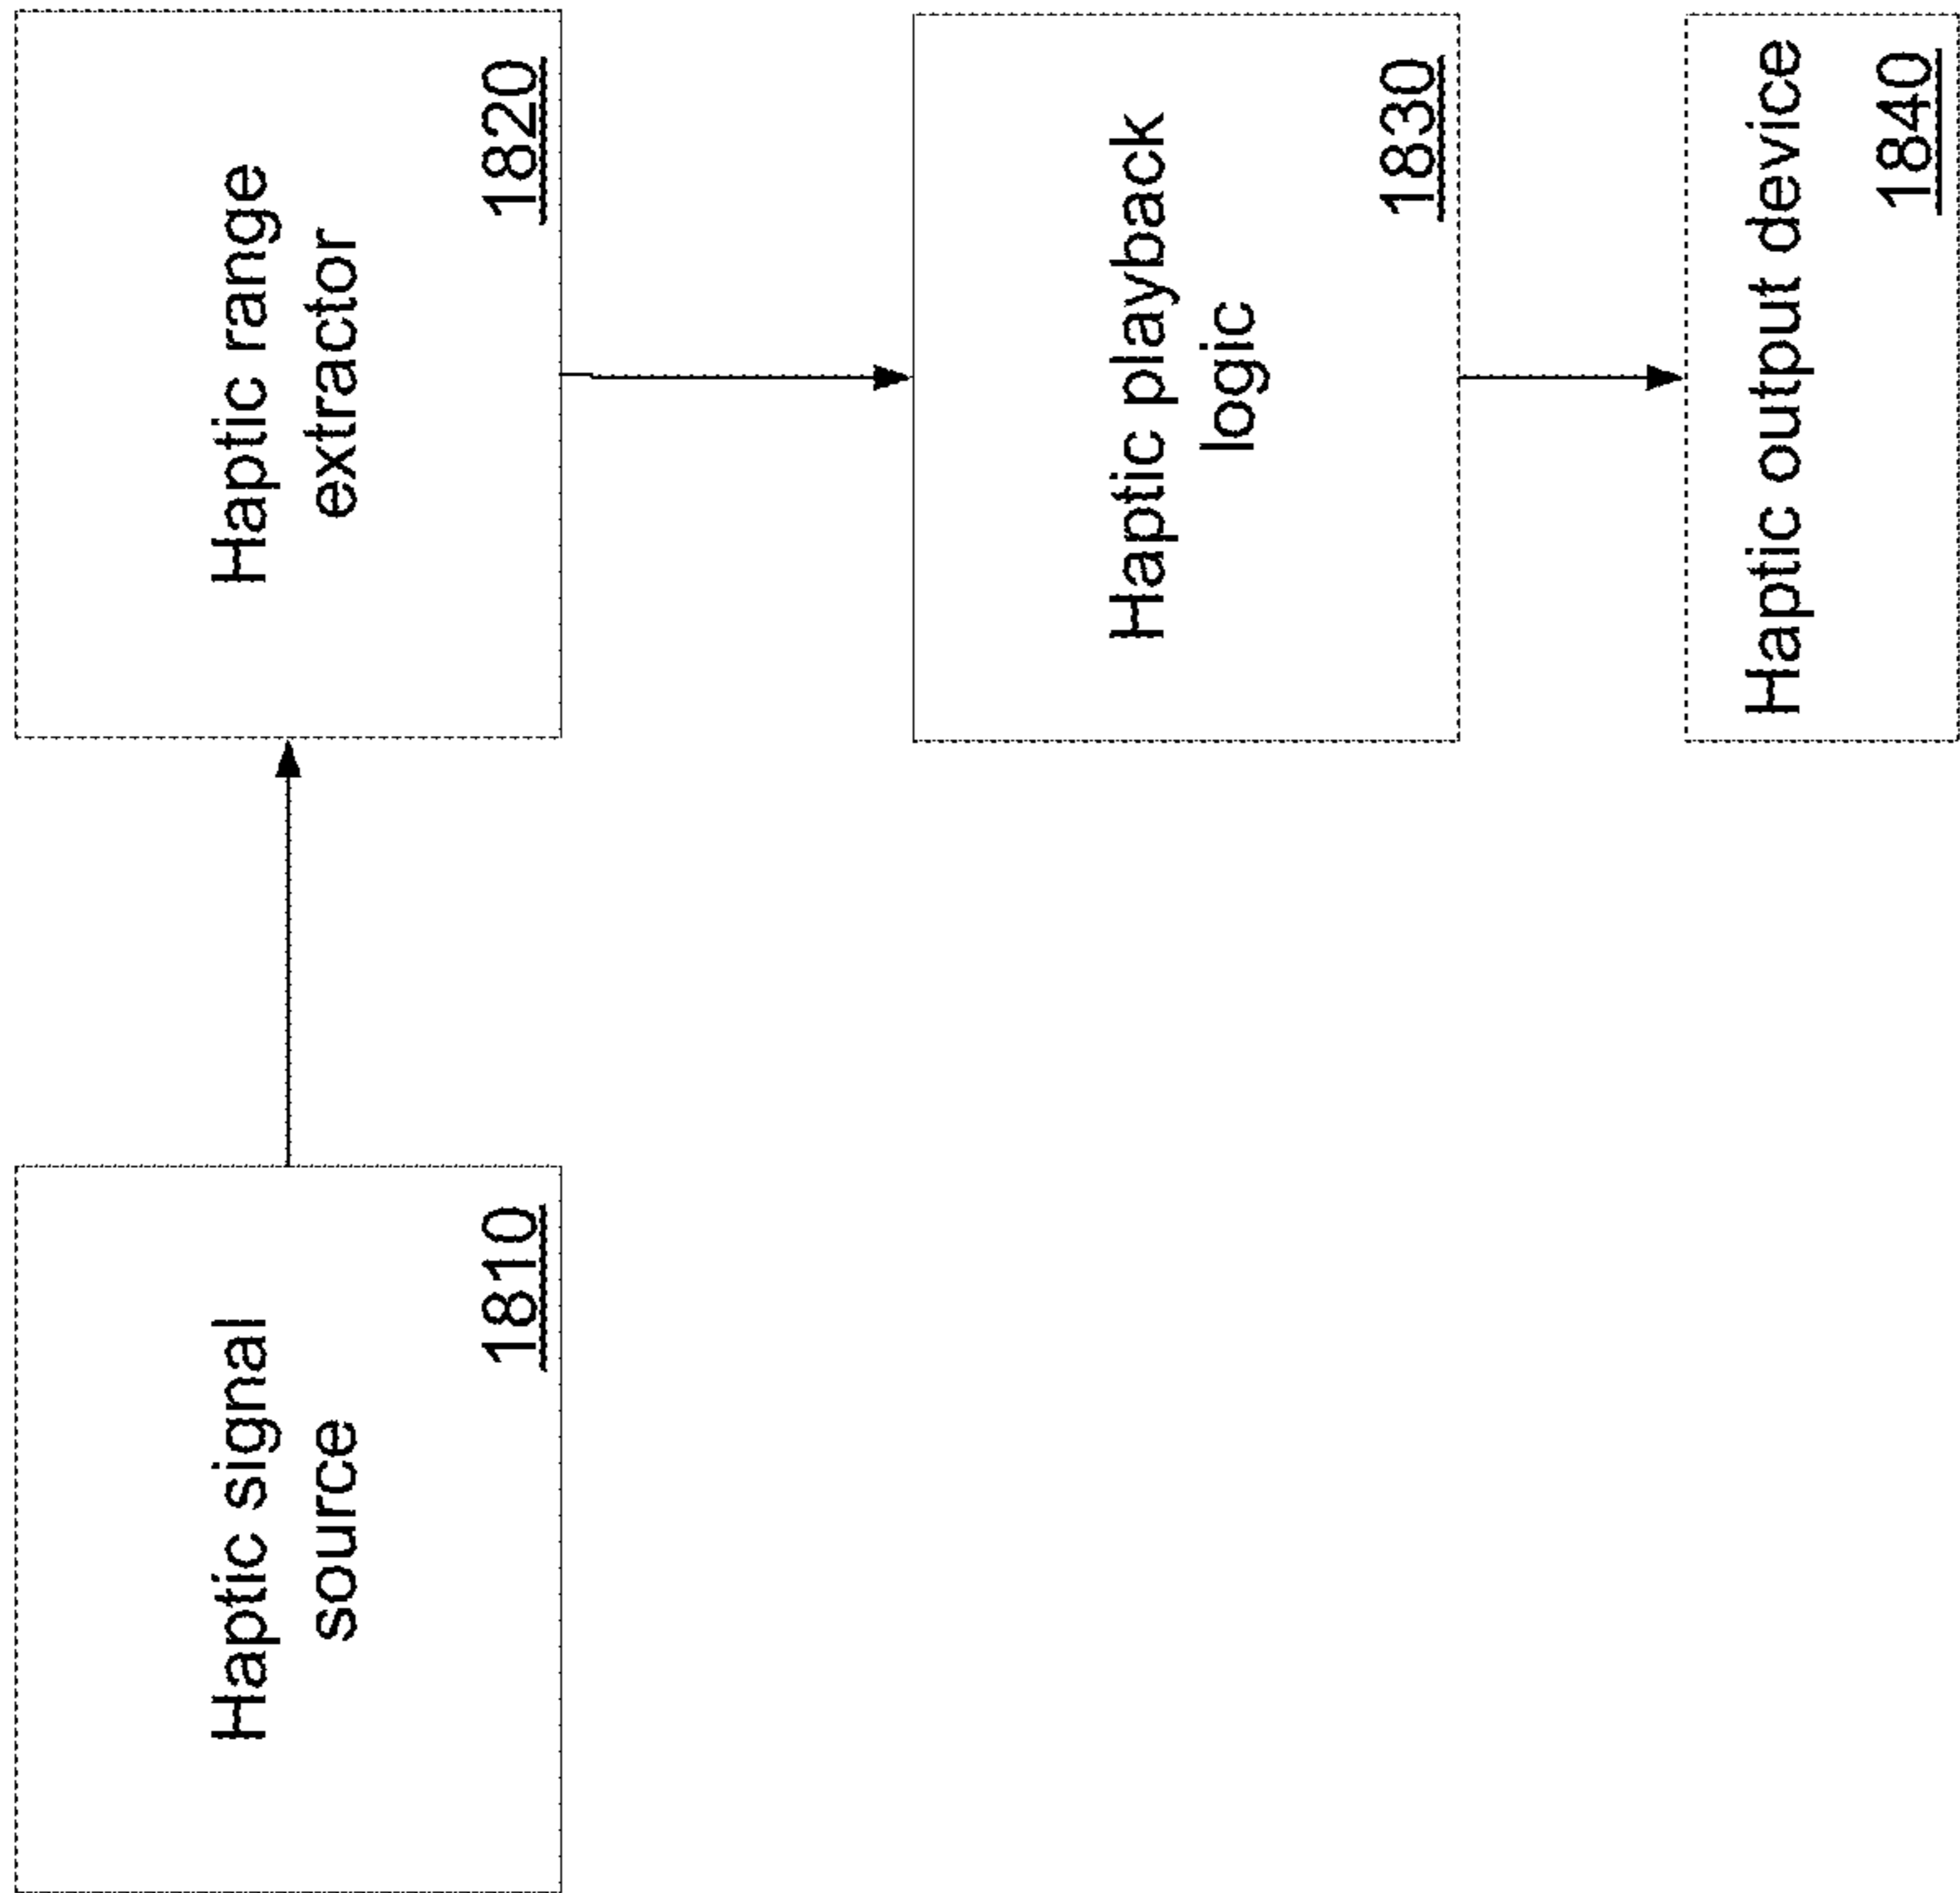 Haptic signal
source
1810
Haptic range
extractor
1820
Haptic playback
logic
1830
Haptic output device
1840